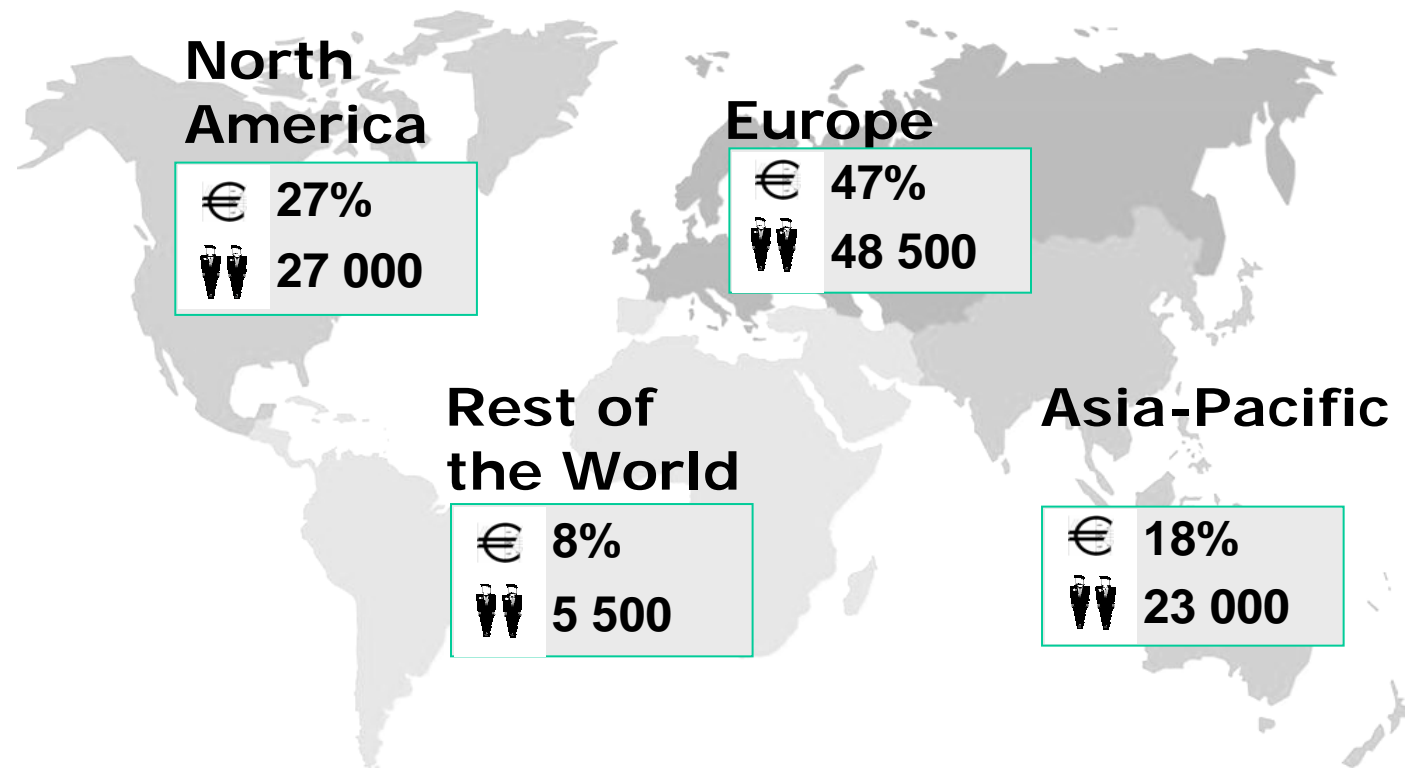 North
America
€ 27%
27 000
Europe
€ 47%
48 500
Rest of
the World
€ 8%
5 500
Asia-Pacific
€ 18%
23 000